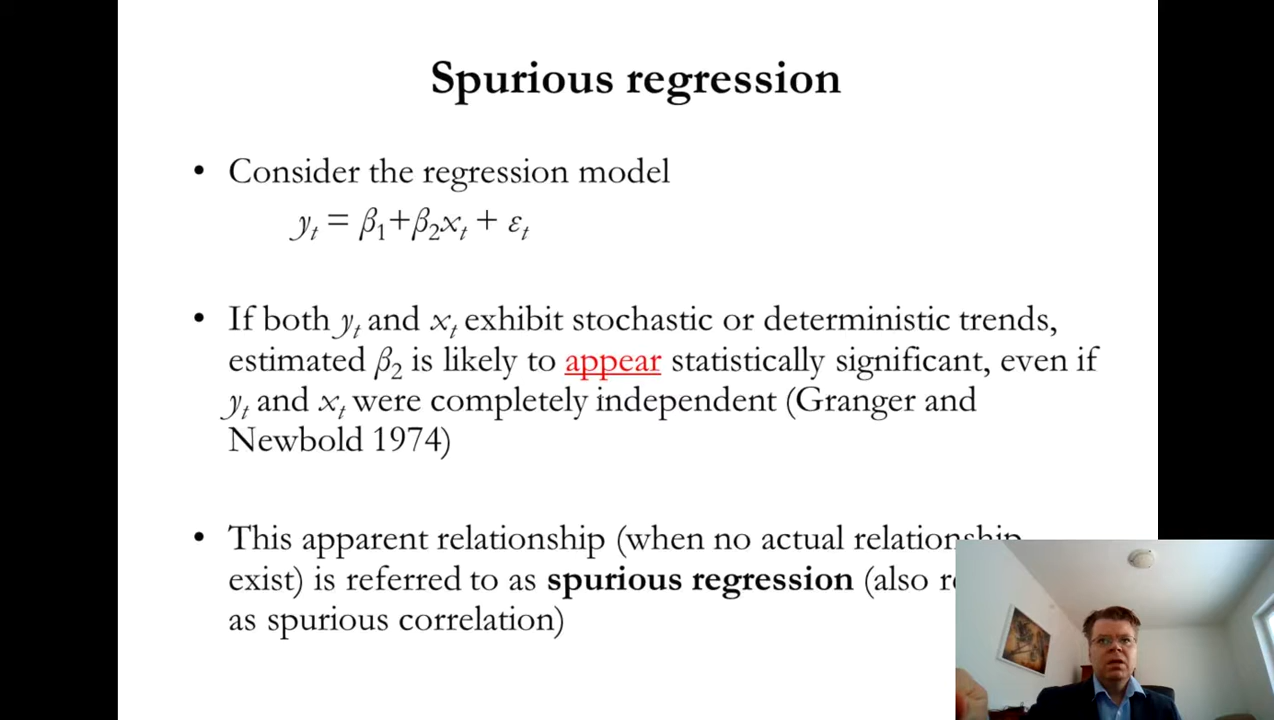 Spurious regression
• Consider the regression model
yₜ = β₁+β₂xₜ + εₜ
• If both yₜ and xₜ exhibit stochastic or deterministic trends,
estimated β₂ is likely to appear statistically significant, even if
yₜ and xₜ were completely independent (Granger and
Newbold 1974)
• This apparent relationship (when no actual relationship
exist) is referred to as spurious regression (also
as spurious correlation)